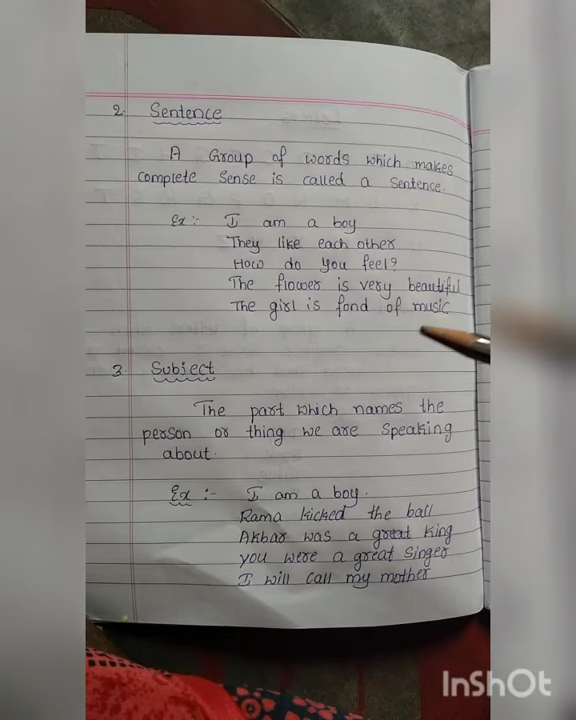 2. Sentence
A Group of words which makes
complete Sense is called a Sentence.
Ex :- I am a boy
They like each other
How do you feel?
The flower is very beautiful
The girl is fond of music
3. Subject
The part which names the
person or thing we are speaking
about.
Ex :- I am a boy.
Rama kicked the ball
Akbar was a great King
you were a great Singer
I will call my mother
InShOt